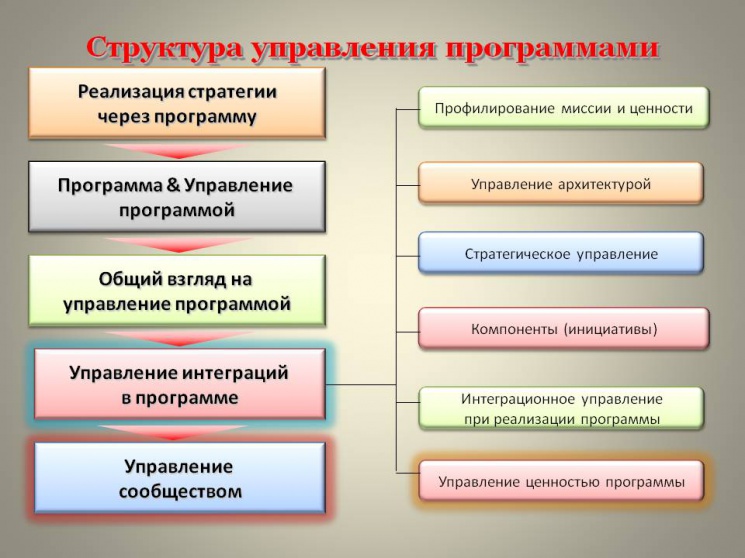 Структура управления программами
Реализация стратегии
через программу
Программа & Управление
программой
Общий взгляд на
управление программой
Управление интеграций
в программе
Управление
сообществом
Профилирование миссии и ценности
Управление архитектурой
Стратегическое управление
Компоненты (инициативы)
Интеграционное управление
при реализации программы
Управление ценностью программы